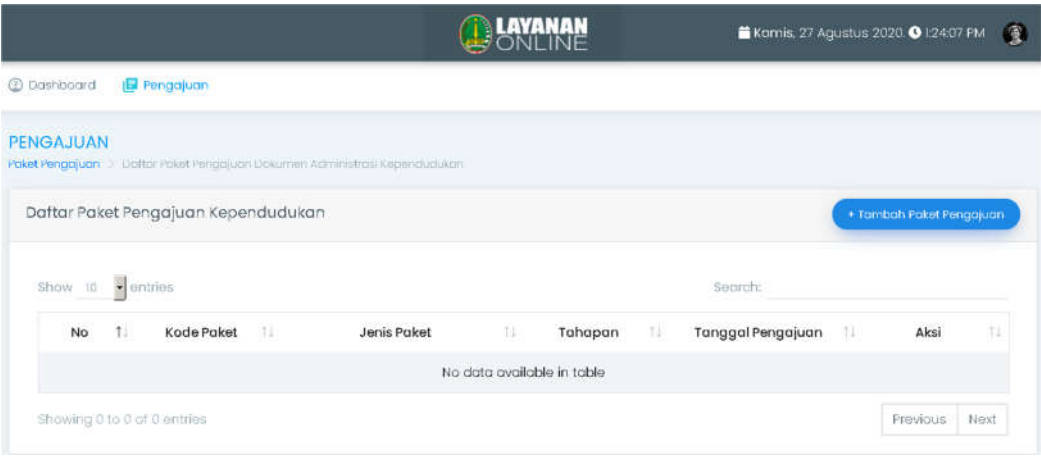 LAYANAN
ONLINE
Kamis, 27 Agustus 2020. 1:24:07 PM
Dashboard Pengajuan
PENGAJUAN
Paket Pengajuan > Daftar Paket Pengajuan Dokumen Administrasi Kependudukan
Daftar Paket Pengajuan Kependudukan
+ Tambah Paket Pengajuan
Show 10 entries
Search:
No Kode Paket Jenis Paket Tahapan Tanggal Pengajuan Aksi
No data available in table
Showing 0 to 0 of 0 entries
Previous Next